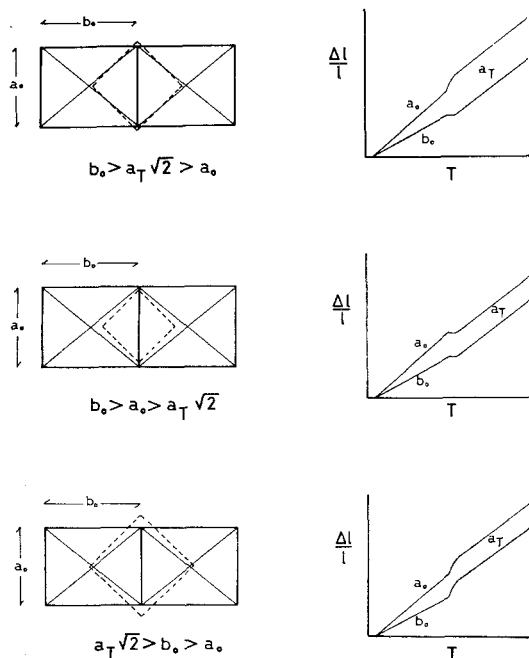 b₀
a₀
b₀ > a_T √2 > a₀
Δl
l
a₀
a_T
b₀
T
b₀
a₀
b₀ > a₀ > a_T √2
Δl
l
a₀
a_T
b₀
T
b₀
a₀
a_T √2 > b₀ > a₀
Δl
l
a₀
a_T
b₀
T